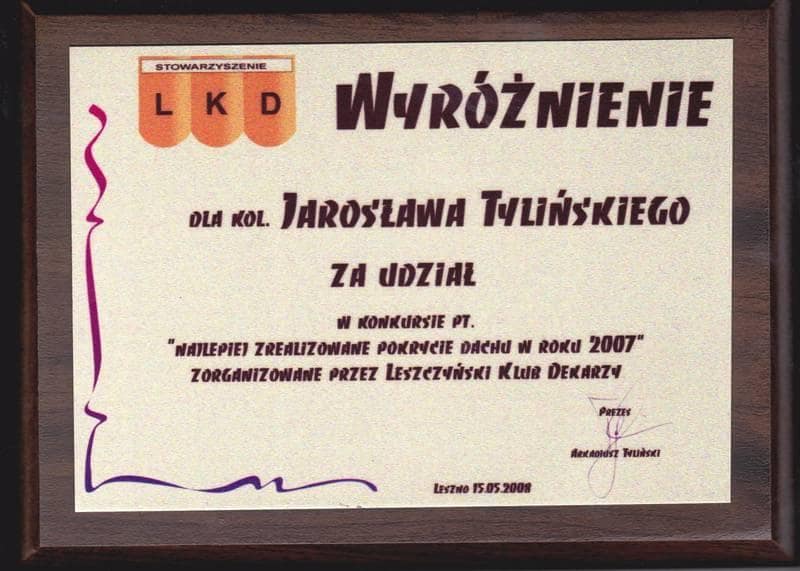 STOWARZYSZENIE
L K D
WYRÓŻNIENIE
DLA KOL. JAROSŁAWA TYLIŃSKIEGO
ZA UDZIAŁ
W KONKURSIE PT.
"NAJLEPIEJ ZREALIZOWANE POKRYCIE DACHU W ROKU 2007"
ZORGANIZOWANE PRZEZ LESZCZYŃSKI KLUB DEKARZY
PREZES
ARKADIUSZ TYLIŃSKI
LESZNO 15.05.2008